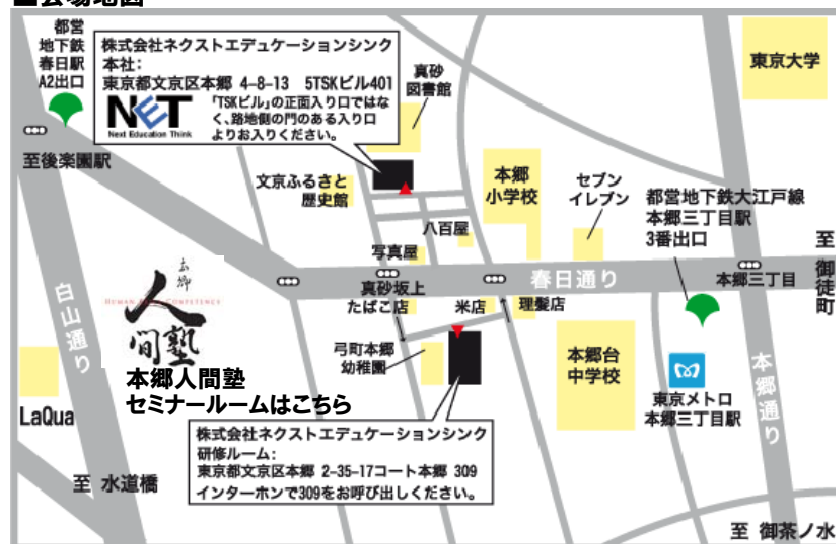 ■会場地図
都営
地下鉄
春日駅
A2出口
株式会社ネクストエデュケーションシンク
本社：
東京都文京区本郷 4-8-13 5TSKビル401
NET
Next Education Think
「TSKビル」の正面入り口ではな
く、路地側の門のある入り口
よりお入りください。
真砂
図書館
東京大学
至後楽園駅
文京ふるさと
歴史館
本郷
小学校
セブン
イレブン
都営地下鉄大江戸線
本郷三丁目駅
3番出口
八百屋
写真屋
至
御徒町
春日通り
本郷三丁目
真砂坂上
たばこ店
米店
理髪店
白山通り
本郷
人間塾
本郷人間塾
セミナールームはこちら
弓町本郷
幼稚園
本郷台
中学校
東京メトロ
本郷三丁目駅
本郷通り
LaQua
株式会社ネクストエデュケーションシンク
研修ルーム：
東京都文京区本郷 2-35-17コート本郷 309
インターホンで309をお呼び出しください。
至 水道橋
至 御茶ノ水